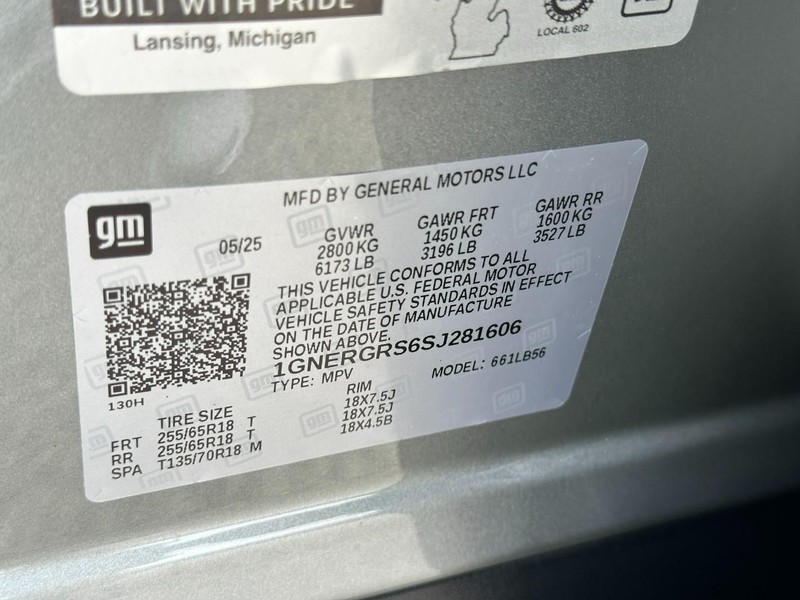 BUILT WITH PRIDE
Lansing, Michigan
LOCAL 602
gm
MFD BY GENERAL MOTORS LLC
05/25
GVWR GAWR FRT GAWR RR
2800 KG 1450 KG 1600 KG
6173 LB 3196 LB 3527 LB
THIS VEHICLE CONFORMS TO ALL
APPLICABLE U.S. FEDERAL MOTOR
VEHICLE SAFETY STANDARDS IN EFFECT
ON THE DATE OF MANUFACTURE
SHOWN ABOVE.
1GNERGRS6SJ281606
TYPE: MPV MODEL: 661LB56
130H
TIRE SIZE RIM
FRT 255/65R18 T 18X7.5J
RR 255/65R18 T 18X7.5J
SPA T135/70R18 M 18X4.5B